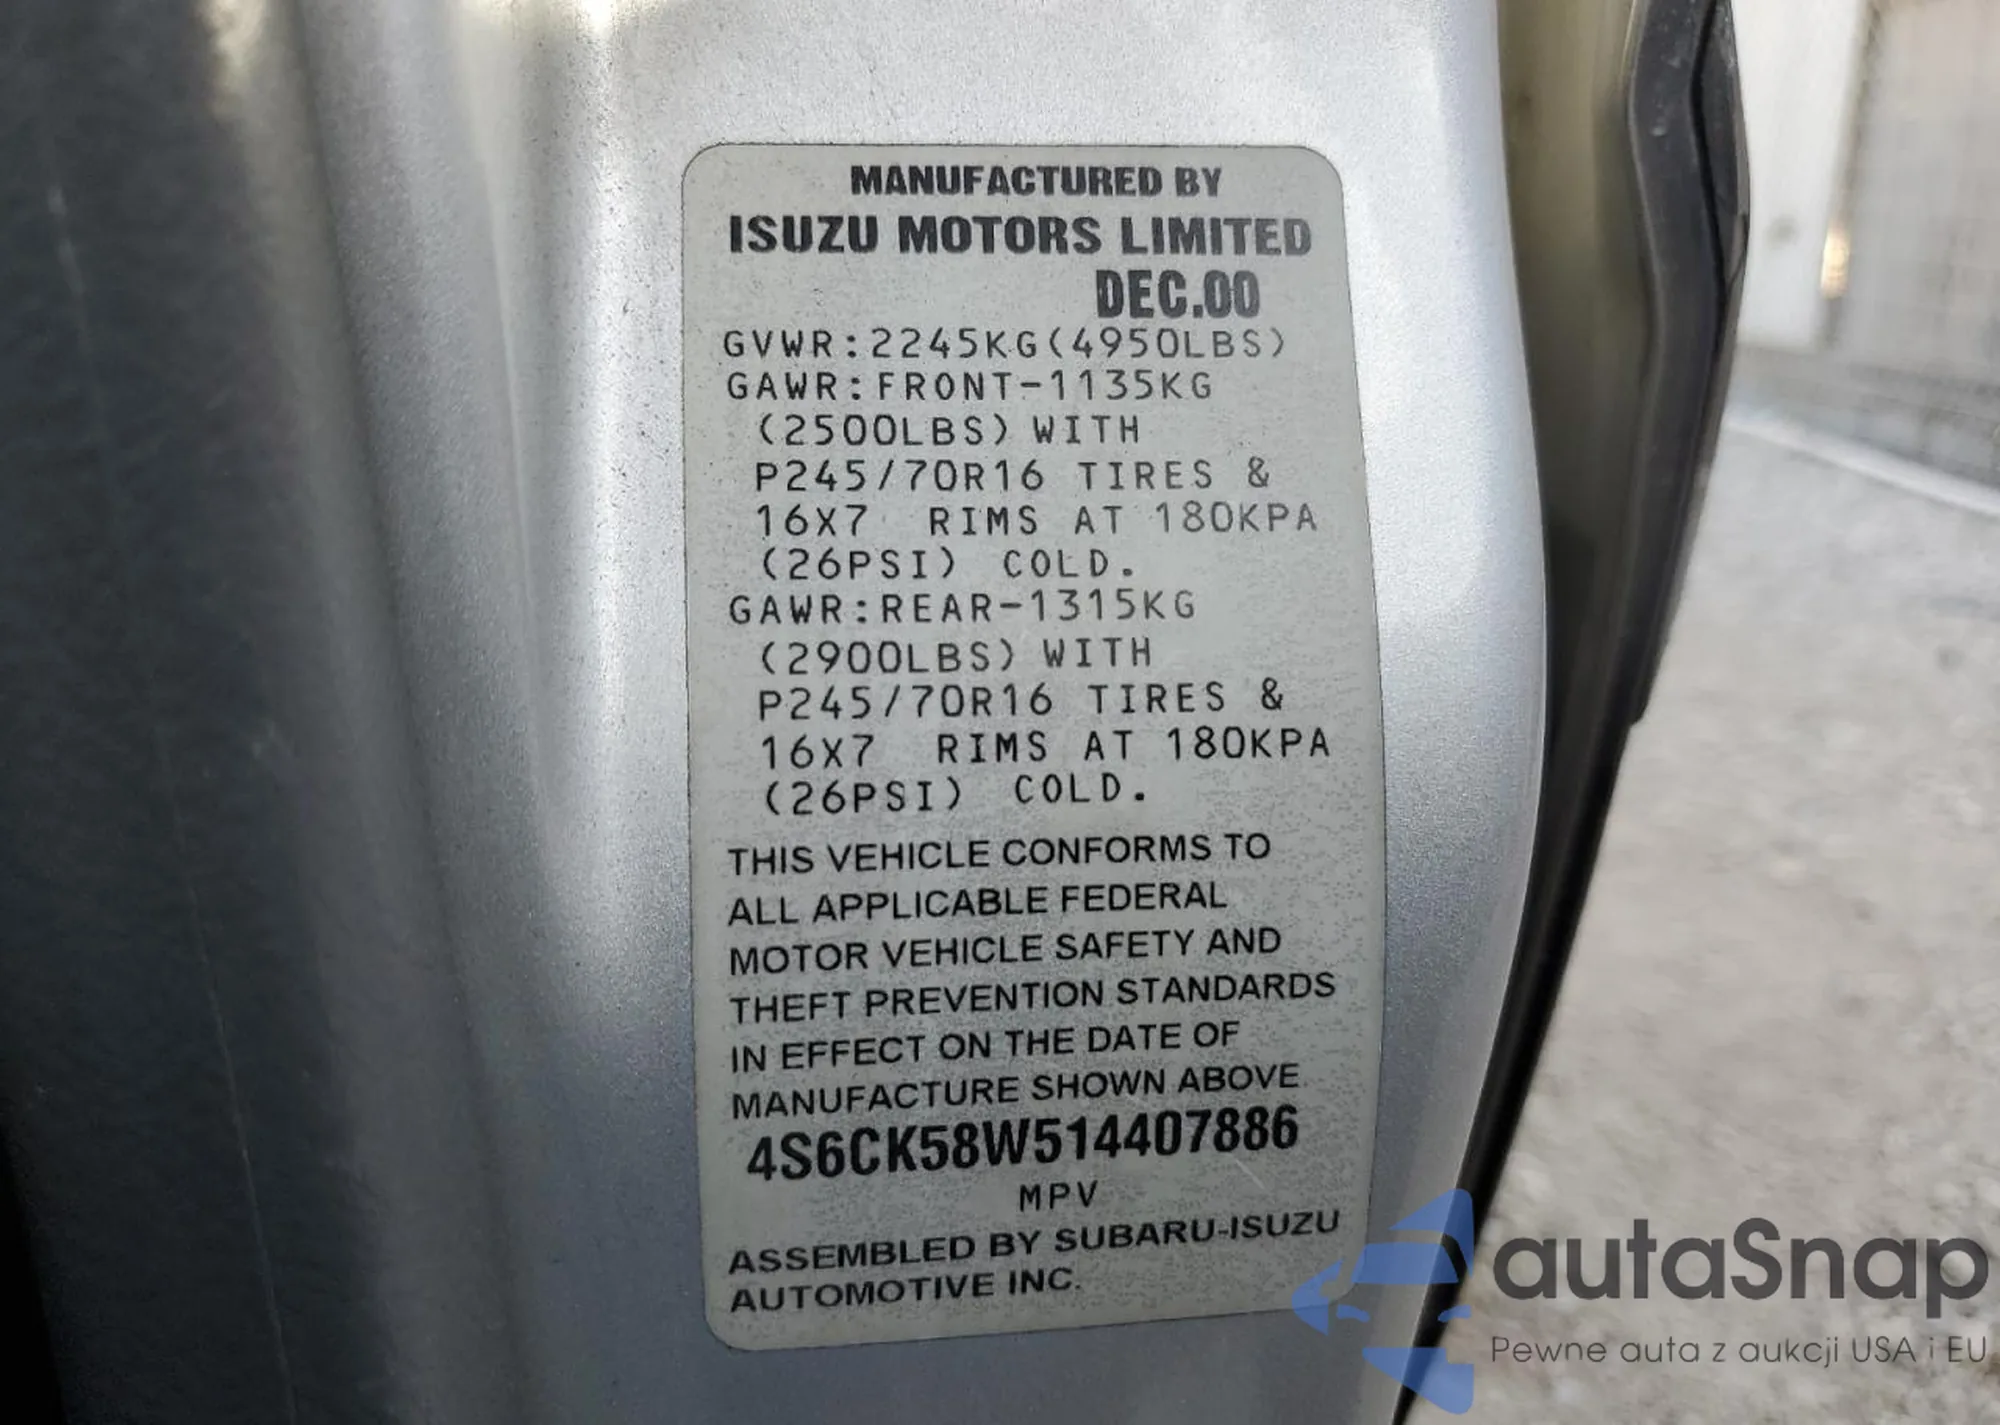 MANUFACTURED BY
ISUZU MOTORS LIMITED
DEC.00
GVWR:2245KG(4950LBS)
GAWR:FRONT-1135KG
(2500LBS) WITH
P245/70R16 TIRES &
16X7 RIMS AT 180KPA
(26PSI) COLD.
GAWR:REAR-1315KG
(2900LBS) WITH
P245/70R16 TIRES &
16X7 RIMS AT 180KPA
(26PSI) COLD.
THIS VEHICLE CONFORMS TO
ALL APPLICABLE FEDERAL
MOTOR VEHICLE SAFETY AND
THEFT PREVENTION STANDARDS
IN EFFECT ON THE DATE OF
MANUFACTURE SHOWN ABOVE.
4S6CK58W514407886
MPV
ASSEMBLED BY SUBARU-ISUZU
AUTOMOTIVE INC.
autaSnap
Pewne auta z aukcji USA i EU